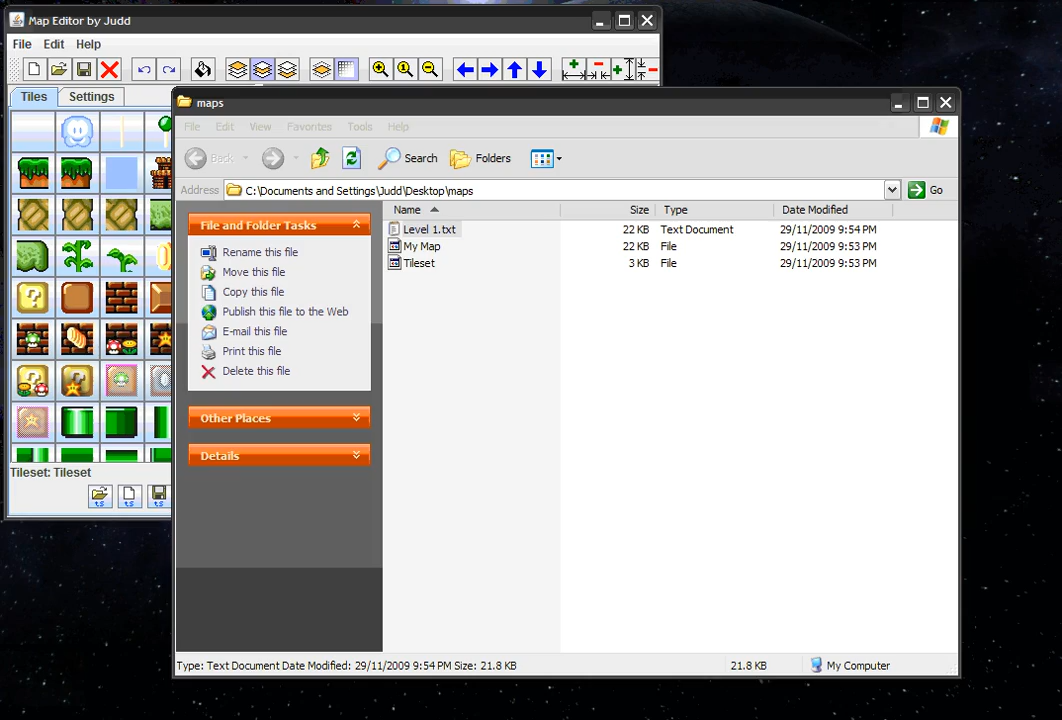 Map Editor by Judd
File Edit Help
Tiles Settings
Tileset: Tileset
ts ts ts
maps
File Edit View Favorites Tools Help
Back Search Folders
Address C:\Documents and Settings\Judd\Desktop\maps Go
File and Folder Tasks
Rename this file
Move this file
Copy this file
Publish this file to the Web
E-mail this file
Print this file
Delete this file
Other Places
Details
Name Size Type Date Modified
Level 1.txt 22 KB Text Document 29/11/2009 9:54 PM
My Map 22 KB File 29/11/2009 9:53 PM
Tileset 3 KB File 29/11/2009 9:53 PM
Type: Text Document Date Modified: 29/11/2009 9:54 PM Size: 21.8 KB 21.8 KB My Computer